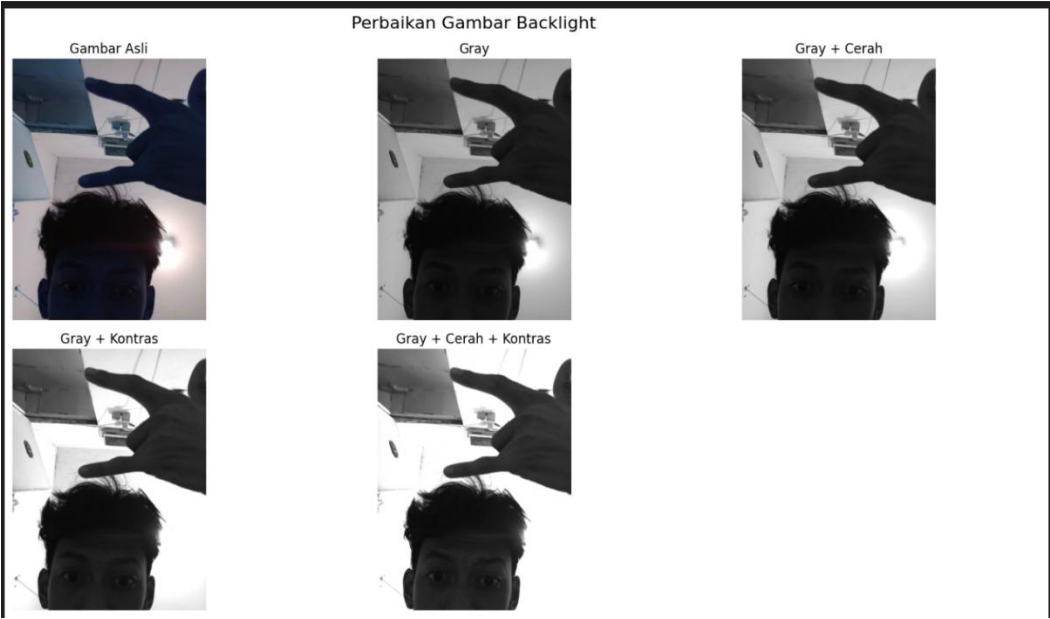 Perbaikan Gambar Backlight
Gambar Asli
Gray
Gray + Cerah
Gray + Kontras
Gray + Cerah + Kontras